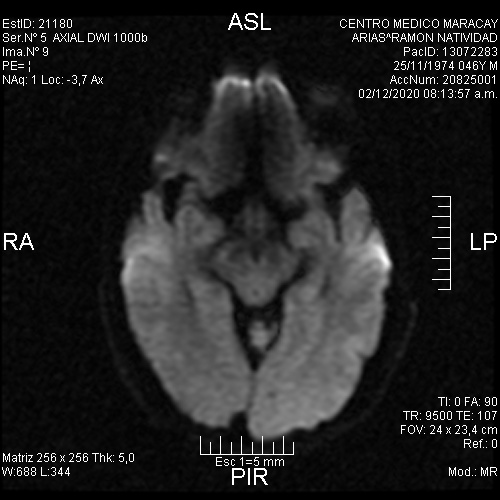 EstID: 21180
Ser.Nº 5 AXIAL DWI 1000b
Ima.Nº 9
PE= ¦
NAq: 1 Loc: -3,7 Ax
ASL
CENTRO MEDICO MARACAY
ARIAS^RAMON NATIVIDAD
PacID: 13072283
25/11/1974 046Y M
AccNum: 20825001
02/12/2020 08:13:57 a.m.
RA
LP
TI: 0 FA: 90
TR: 9500 TE: 107
FOV: 24 x 23,4 cm
Ref.: 0
Matriz 256 x 256 Thk: 5,0
W:688 L:344
Esc 1=5 mm
PIR
Mod.: MR